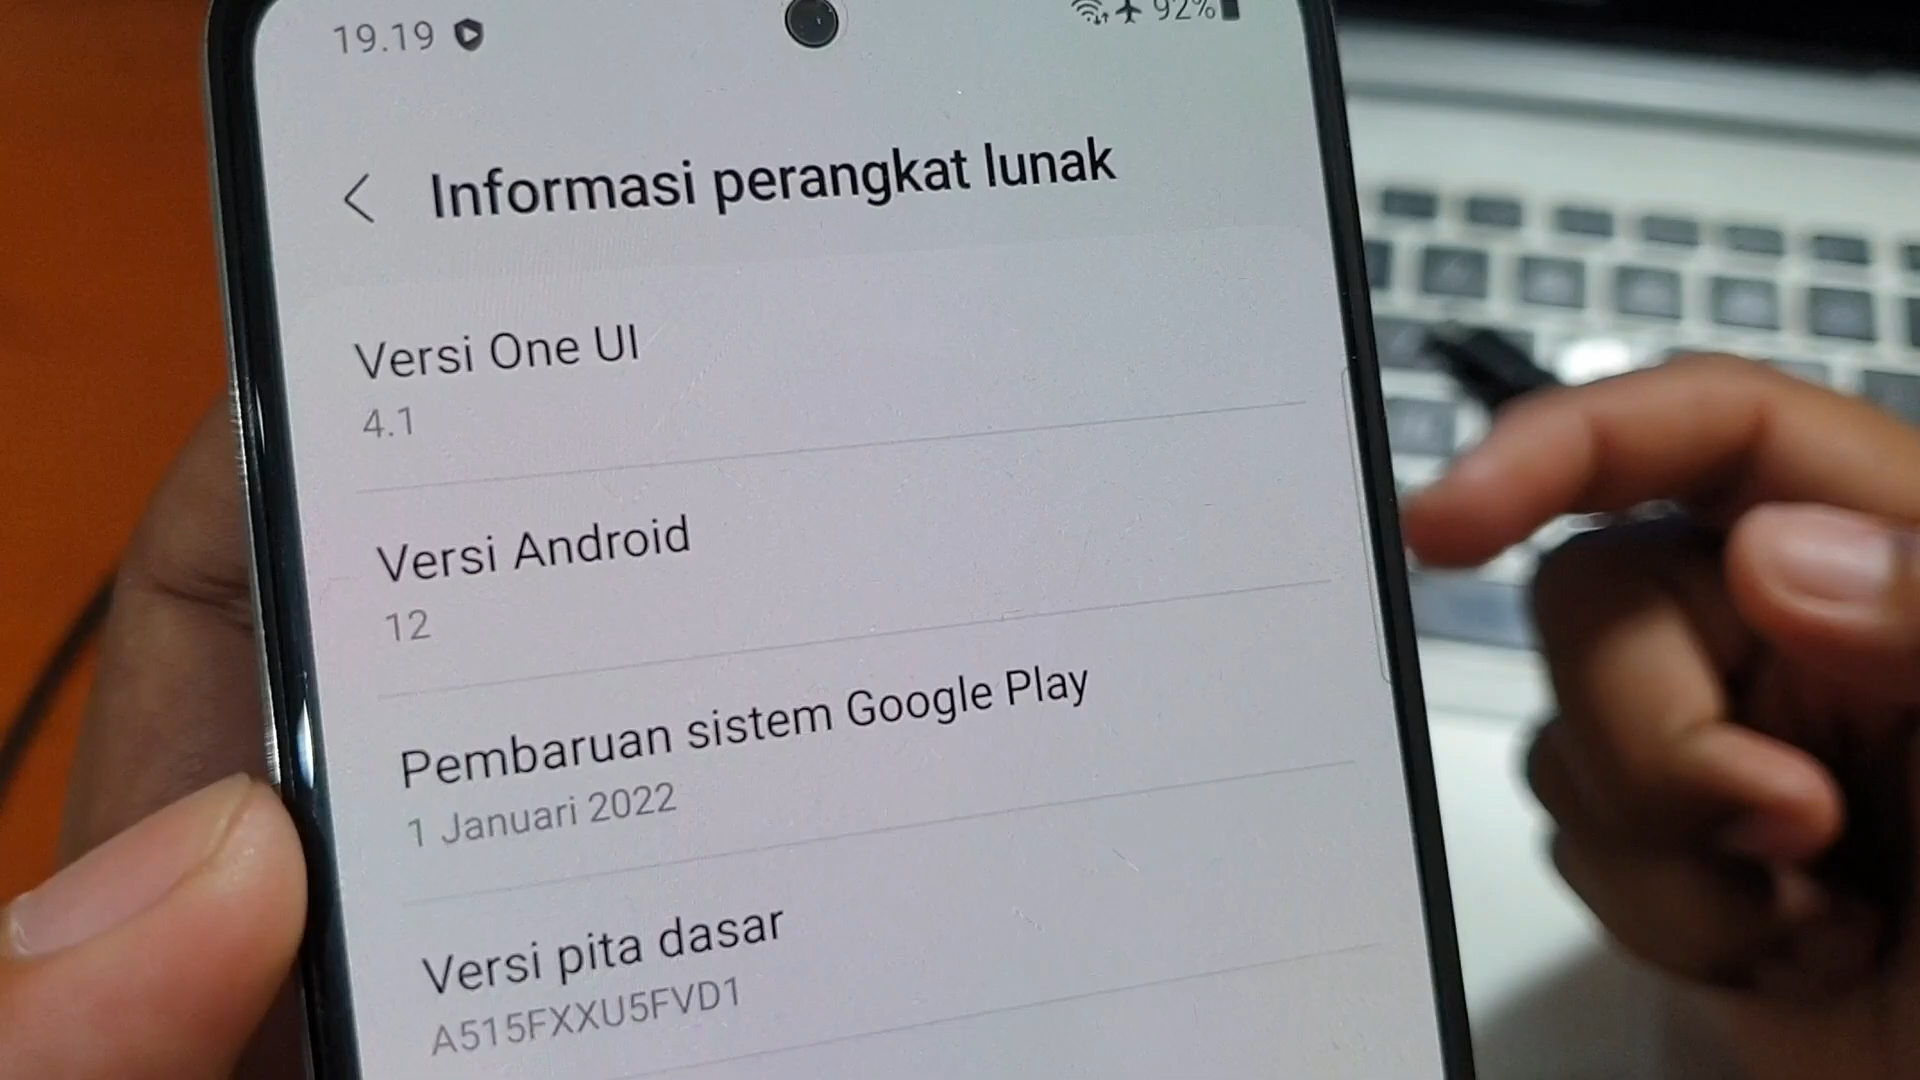 19.19 92%
Informasi perangkat lunak
Versi One UI
4.1
Versi Android
12
Pembaruan sistem Google Play
1 Januari 2022
Versi pita dasar
A515FXXU5FVD1